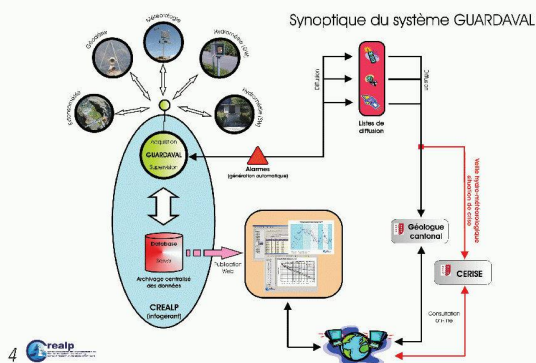 Synoptique du système GUARDAVAL
Géodésie
Météorologie
Hydrométrie (Rh)
Extensométrie
Acquisition
GUARDAVAL
Supervision
Alarmes
(génération automatique)
Diffusion
Listes de
diffusion
Diffusion
Veille hydro-météorologique
situation de crise
Géologue
cantonal
CERISE
Database
Server
Archivage centralisé
des données
CREALP
(infogérant)
Publication
Web
Consultation
on-line
4
Crealp